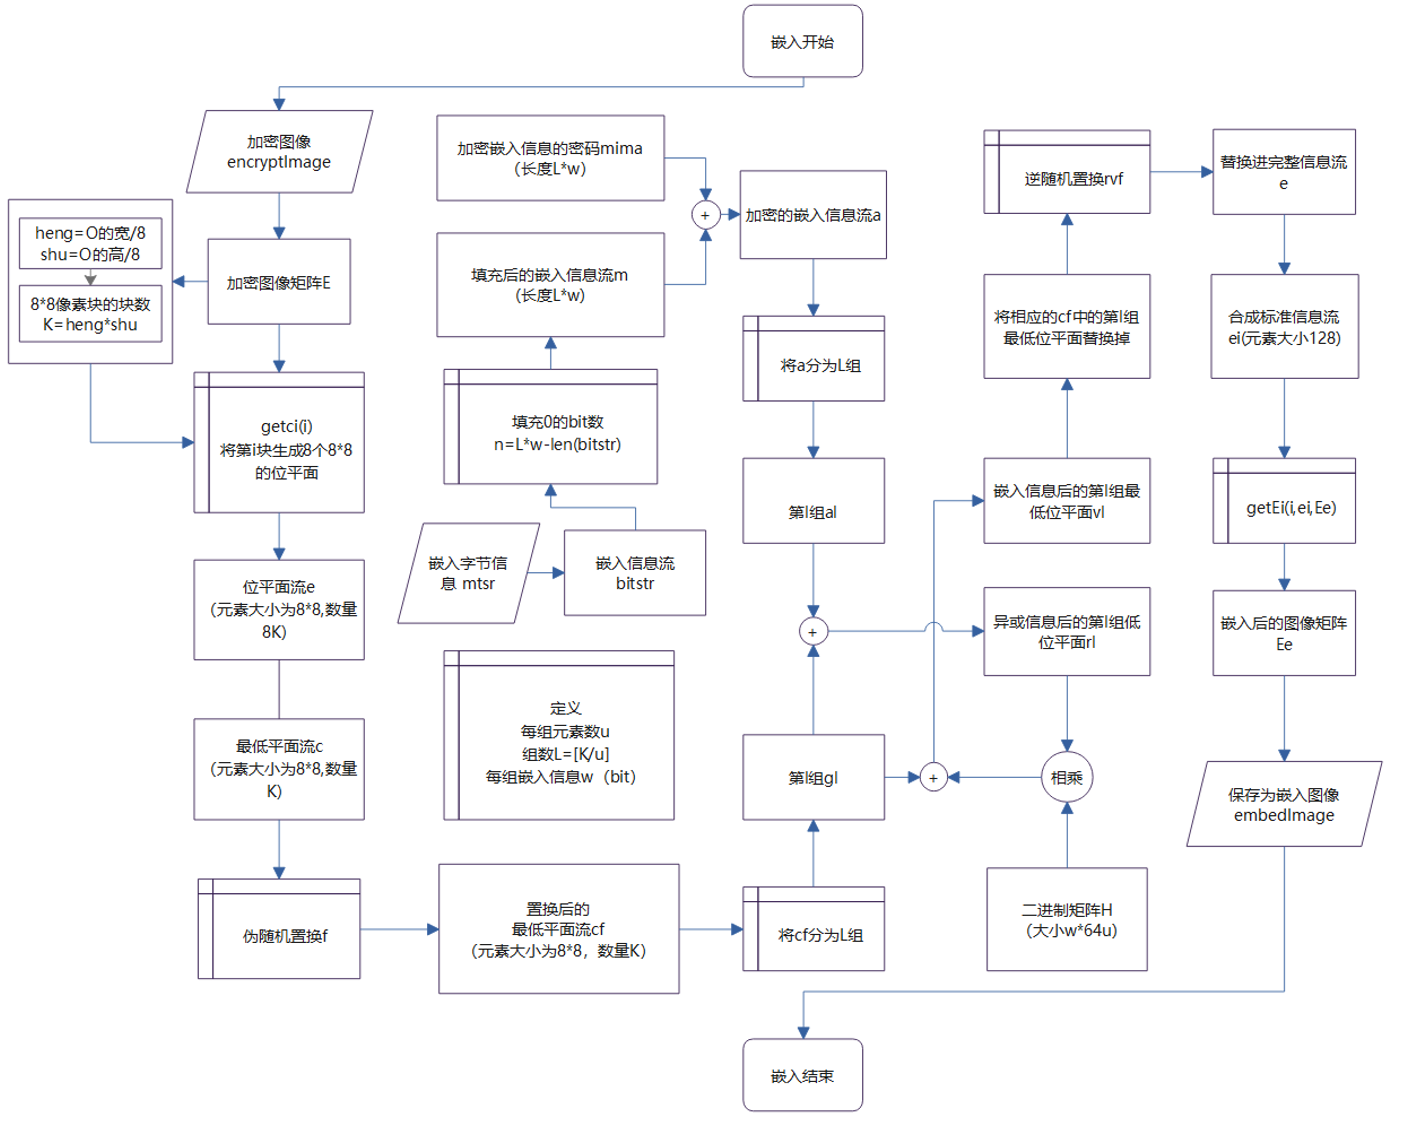 嵌入开始
加密图像
encryptImage
heng=O的宽/8
shu=O的高/8
8*8像素块的块数
K=heng*shu
加密图像矩阵E
getci(i)
将第i块生成8个8*8
的位平面
位平面流e
（元素大小为8*8,数量
8K）
最低平面流c
（元素大小为8*8,数量
K）
伪随机置换f
加密嵌入信息的密码mima
（长度L*w）
填充后的嵌入信息流m
（长度L*w）
+
填充0的bit数
n=L*w-len(bitstr)
嵌入字节信
息 mtsr
嵌入信息流
bitstr
定义
每组元素数u
组数L=[K/u]
每组嵌入信息w（bit）
置换后的
最低平面流cf
（元素大小为8*8，数量K）
加密的嵌入信息流a
将a分为L组
第l组al
+
第l组gl
将cf分为L组
+
逆随机置换rvf
将相应的cf中的第l组
最低位平面替换掉
嵌入信息后的第l组最
低位平面vl
异或信息后的第l组低
位平面rl
相乘
二进制矩阵H
（大小w*64u）
替换进完整信息流
e
合成标准信息流
ei(元素大小128)
getEi(i,ei,Ee)
嵌入后的图像矩阵
Ee
保存为嵌入图像
embedImage
嵌入结束